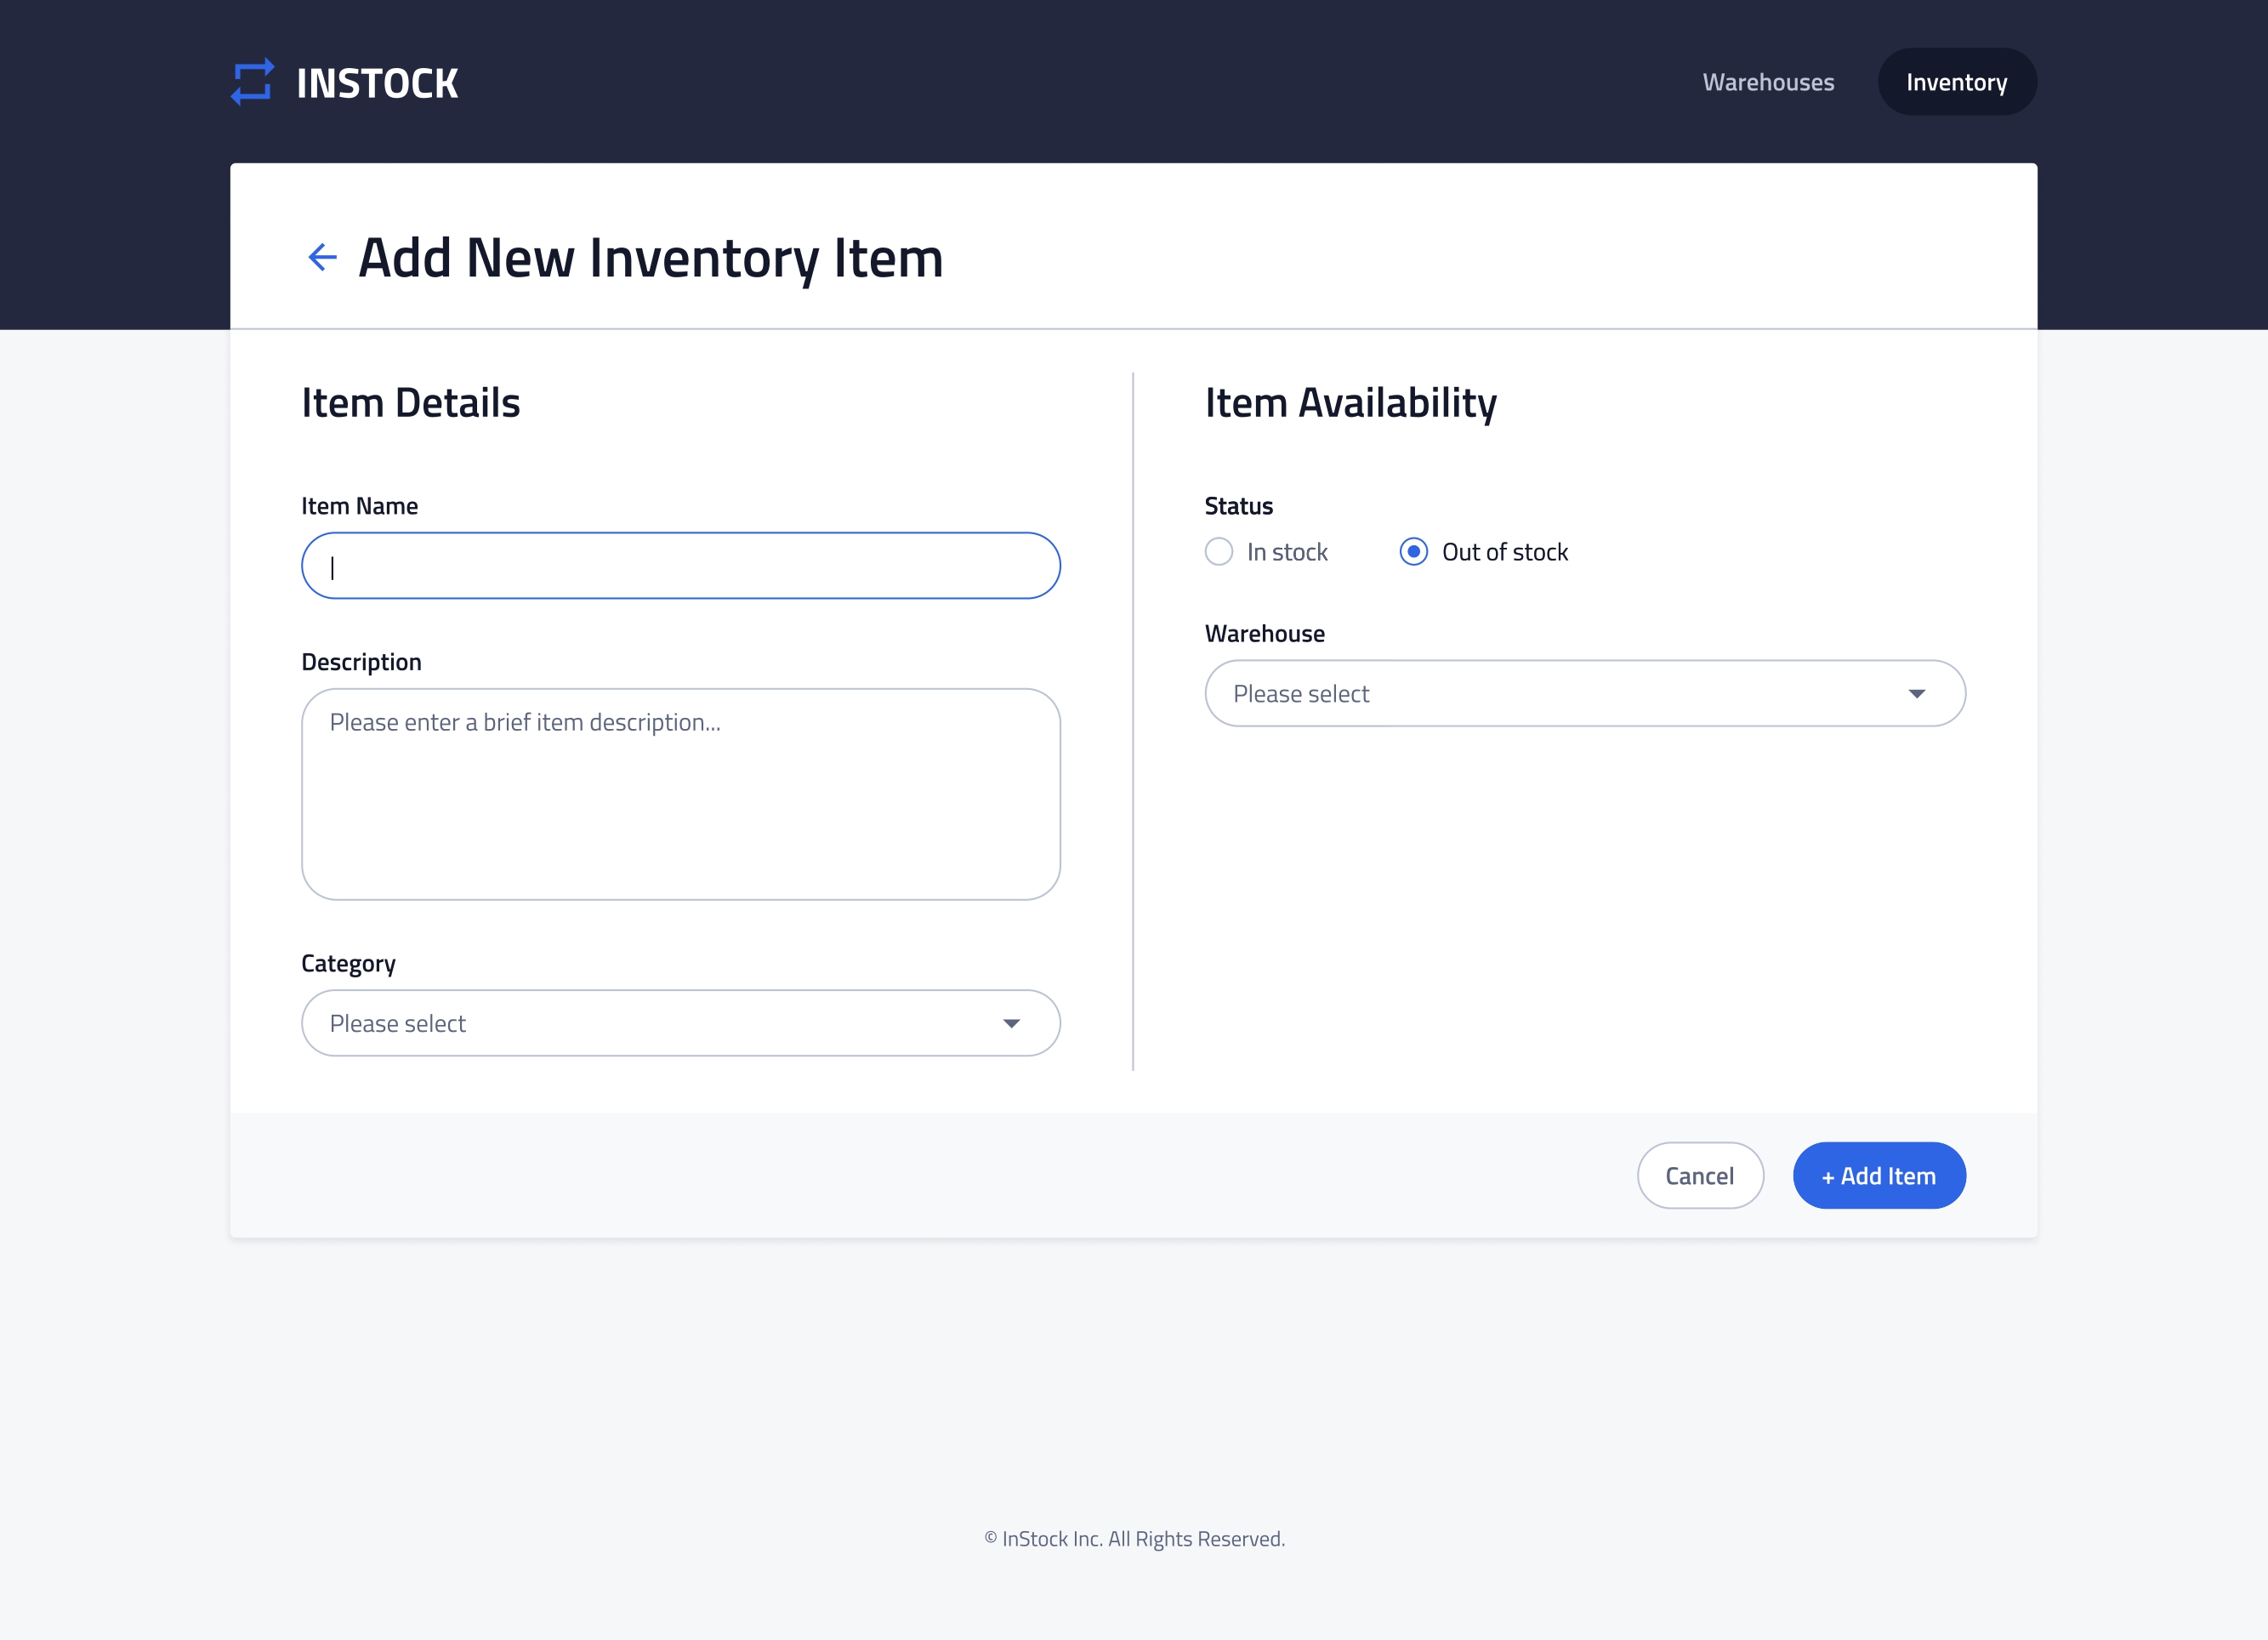 INSTOCK
Warehouses
Inventory
Add New Inventory Item
Item Details
Item Name
Description
Please enter a brief item description...
Category
Please select
Item Availability
Status
In stock
Out of stock
Warehouse
Please select
Cancel
+ Add Item
© InStock Inc. All Rights Reserved.